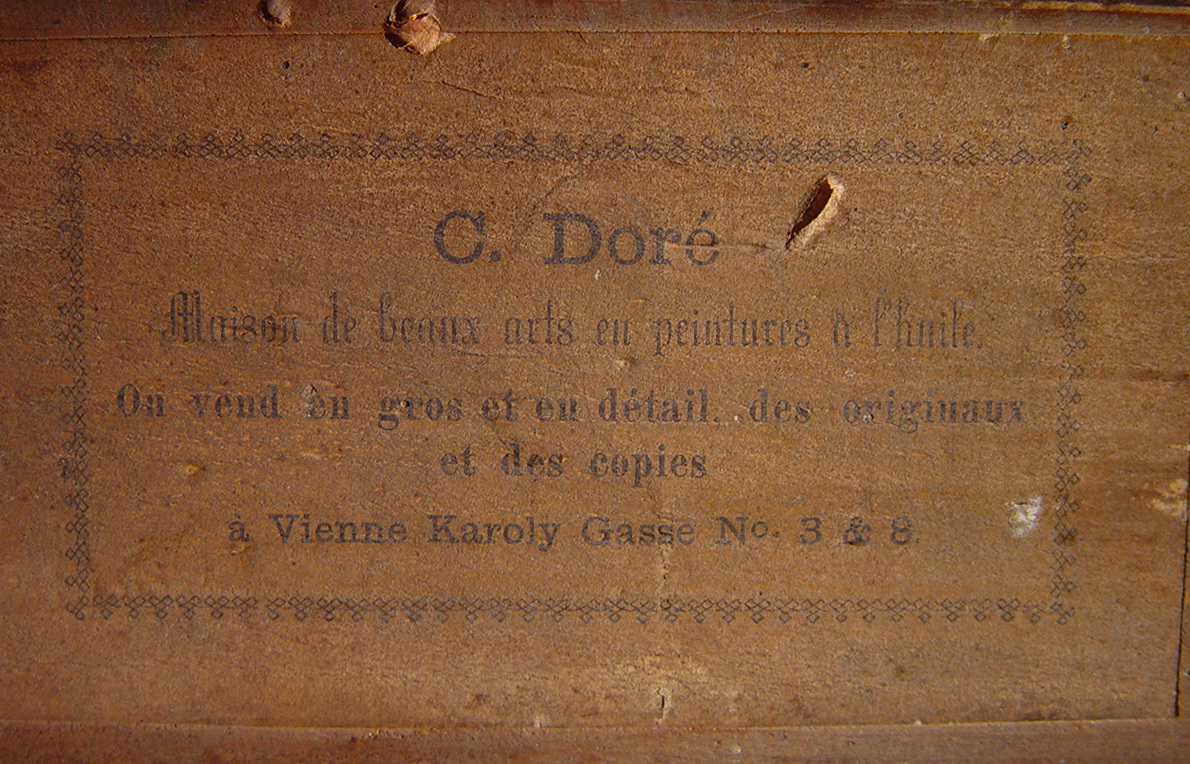 C. Doré
Maison de beaux arts en peintures à l'huile.
On vend en gros et en détail, des originaux
et des copies
à Vienne Karoly Gasse No. 3 & 8.